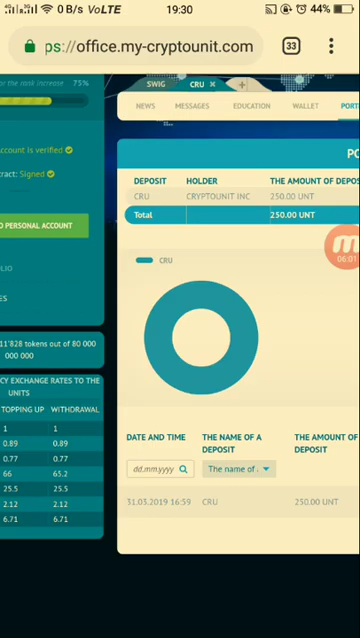 0 B/s VoLTE 19:30 44%
ps://office.my-cryptounit.com 33
or the rank increase 75%
account is verified
tract: Signed
O PERSONAL ACCOUNT
OLIO
ES
11'828 tokens out of 80 000
000 000
CY EXCHANGE RATES TO THE
UNITS
TOPPING UP WITHDRAWAL
1 1
0.89 0.89
0.77 0.77
66 65.2
25.5 25.5
2.12 2.12
6.71 6.71
SWIG CRU × +
NEWS MESSAGES EDUCATION WALLET PORT
PO
DEPOSIT HOLDER THE AMOUNT OF DEPOS
CRU CRYPTOUNIT INC 250.00 UNT
Total 250.00 UNT
06:01
CRU
DATE AND TIME THE NAME OF A DEPOSIT THE AMOUNT OF DEPOSIT
dd.mm.yyyy The name of
31.03.2019 16:59 CRU 250.00 UNT